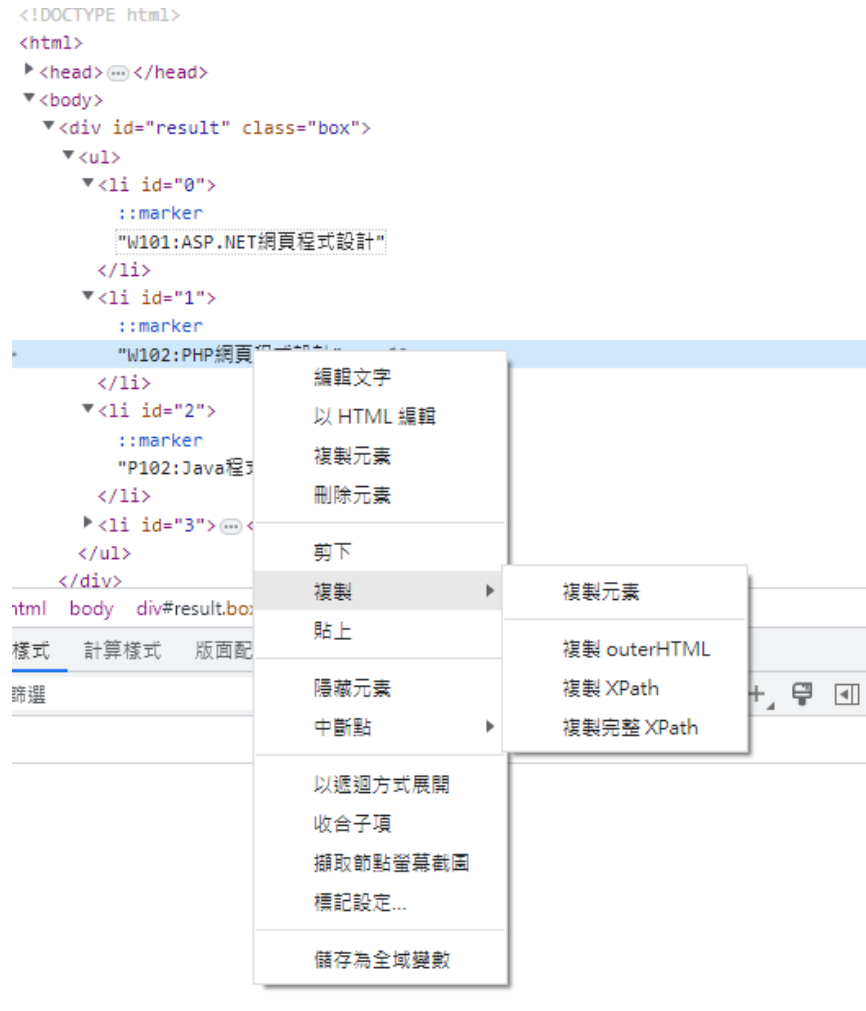 <!DOCTYPE html>
<html>
<head>…</head>
<body>
<div id="result" class="box">
<ul>
<li id="0">
::marker
"W101:ASP.NET網頁程式設計"
</li>
<li id="1">
::marker
"W102:PHP網頁程式設計"
</li>
<li id="2">
::marker
"P102:Java程
</li>
<li id="3">…<
</ul>
</div>
編輯文字
以 HTML 編輯
複製元素
刪除元素
剪下
複製
貼上
隱藏元素
中斷點
以遞迴方式展開
收合子項
擷取節點螢幕截圖
標記設定...
儲存為全域變數
複製元素
複製 outerHTML
複製 XPath
複製完整 XPath
html body div#result.box
樣式 計算樣式 版面配
篩選